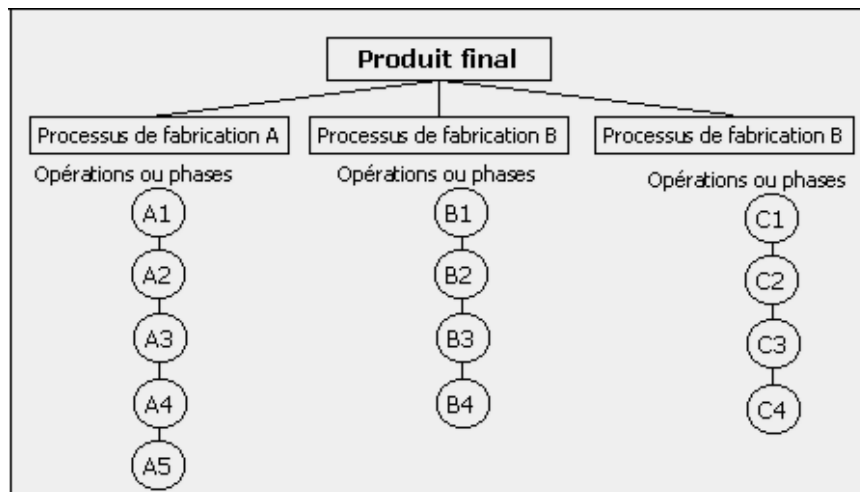 Produit final
Processus de fabrication A
Processus de fabrication B
Processus de fabrication B
Opérations ou phases
Opérations ou phases
Opérations ou phases
A1
A2
A3
A4
A5
B1
B2
B3
B4
C1
C2
C3
C4